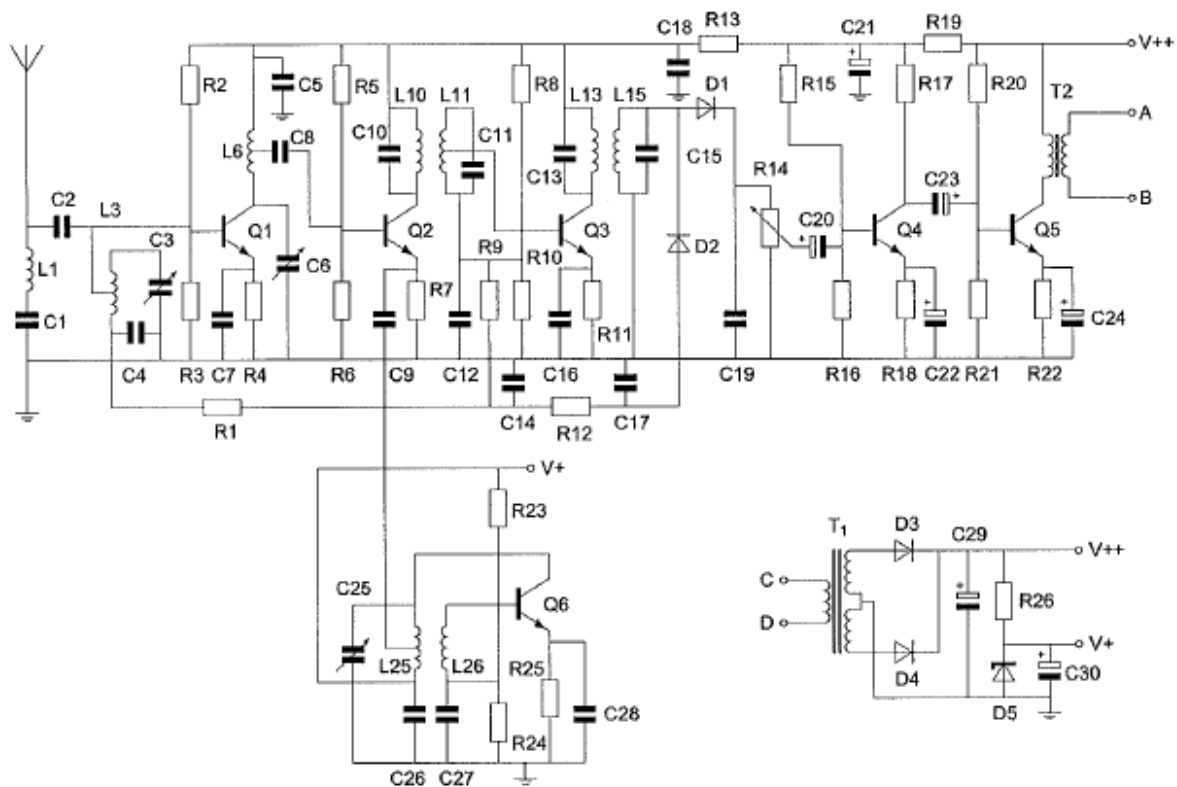 C18 R13 C21 R19
V++
R2 C5 R5 L10 L11 R8 L13 L15 D1 R15 R17 R20
T2
C8 C10 C11 A
L6 C13 C15 R14
C2 L3 C23
C20 B
C3 Q1 Q2 Q3 D2 Q4 Q5
R9 R10
L1 C6 R7
C1 R11 C24
C4 R3 C7 R4 R6 C9 C12 C16 C19 R16 R18 C22 R21 R22
R1 C14 R12 C17
V+
R23
T1 D3 C29
V++
C25 C
Q6 R26
D
L25 L26 R25 V+
D4 C30
C28 D5
R24
C26 C27